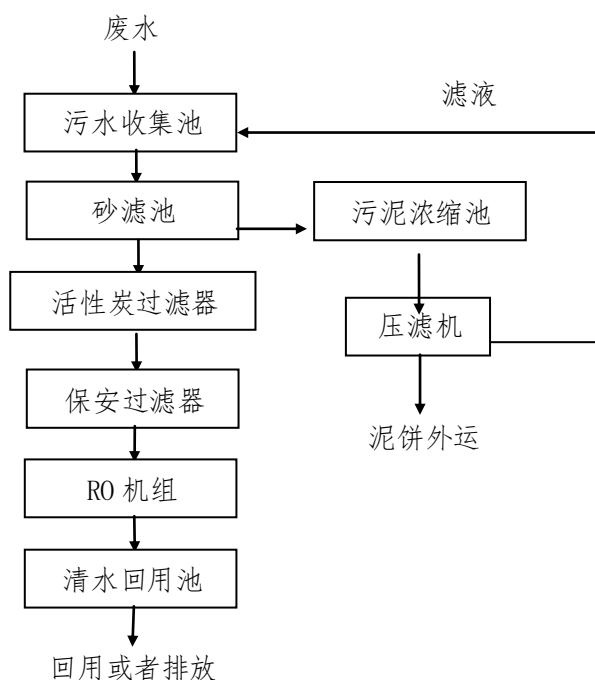 废水
滤液
污水收集池
砂滤池
污泥浓缩池
活性炭过滤器
压滤机
保安过滤器
泥饼外运
RO 机组
清水回用池
回用或者排放